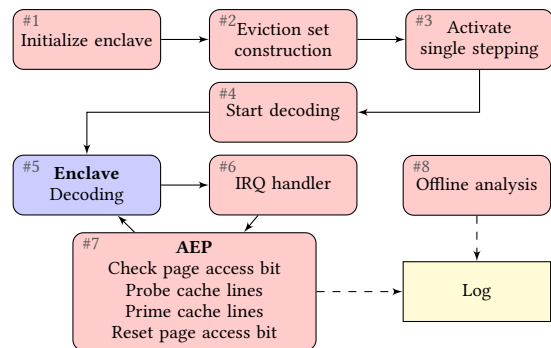 #1
Initialize enclave
#2
Eviction set
construction
#3
Activate
single stepping
#4
Start decoding
#5
Enclave
Decoding
#6
IRQ handler
#8
Offline analysis
#7
AEP
Check page access bit
Probe cache lines
Prime cache lines
Reset page access bit
Log